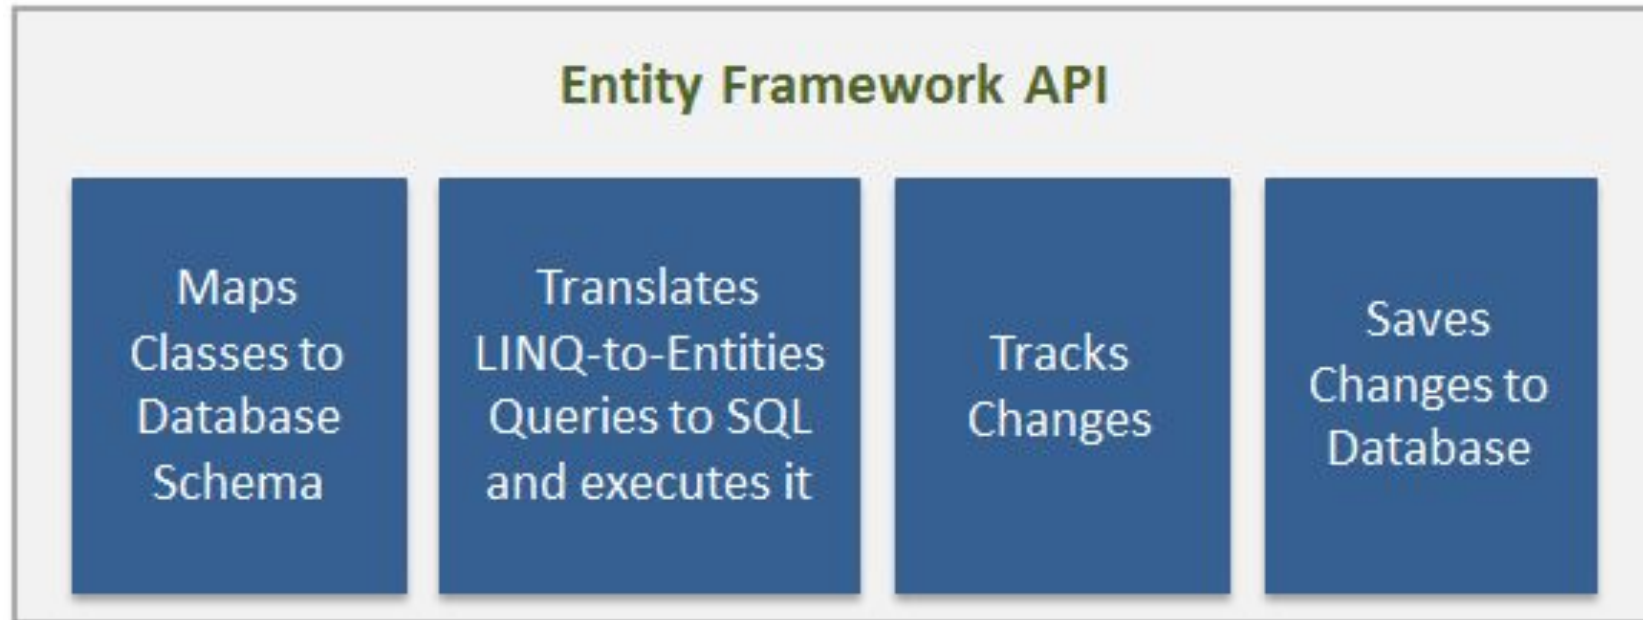 Entity Framework API
Maps
Classes to
Database
Schema
Translates
LINQ-to-Entities
Queries to SQL
and executes it
Tracks
Changes
Saves
Changes to
Database